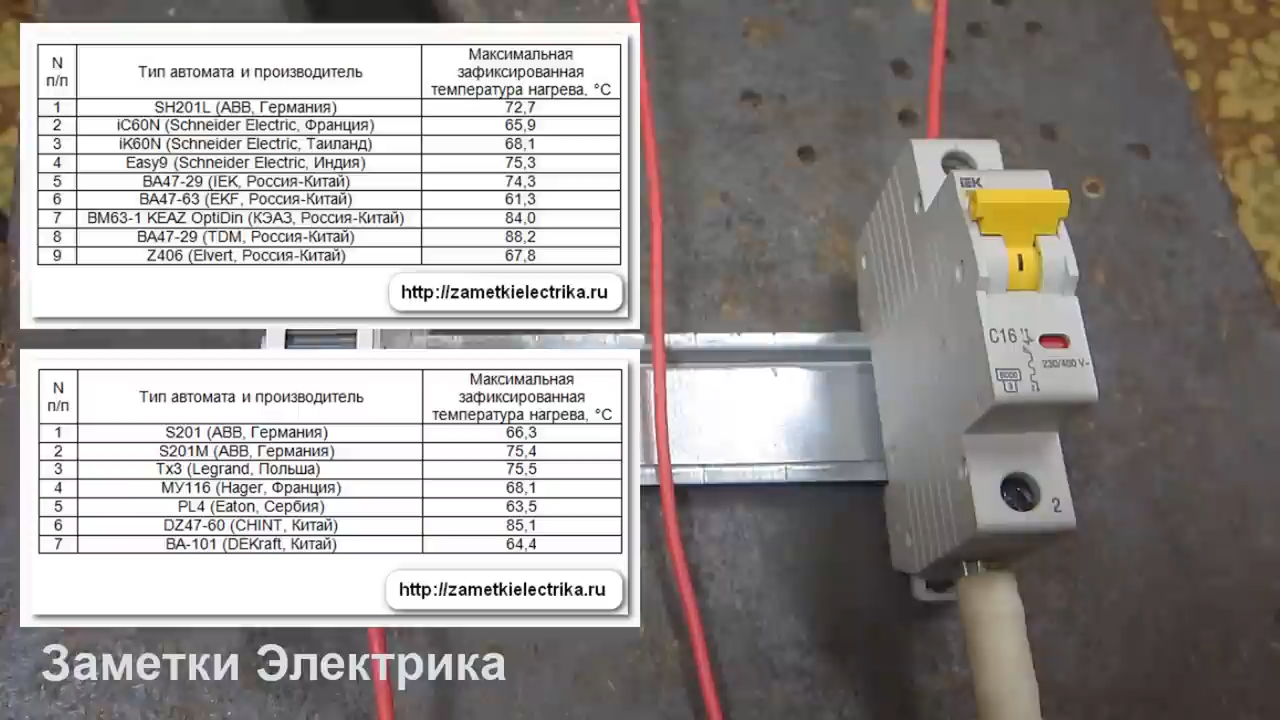 N п/п Тип автомата и производитель Максимальная зафиксированная температура нагрева, °С
1 SH201L (ABB, Германия) 72,7
2 iC60N (Schneider Electric, Франция) 65,9
3 iK60N (Schneider Electric, Таиланд) 68,1
4 Easy9 (Schneider Electric, Индия) 75,3
5 ВА47-29 (IEK, Россия-Китай) 74,3
6 ВА47-63 (EKF, Россия-Китай) 61,3
7 ВМ63-1 KEAZ OptiDin (КЭАЗ, Россия-Китай) 84,0
8 ВА47-29 (TDM, Россия-Китай) 88,2
9 Z406 (Elvert, Россия-Китай) 67,8
http://zametkielectrika.ru
N п/п Тип автомата и производитель Максимальная зафиксированная температура нагрева, °С
1 S201 (ABB, Германия) 66,3
2 S201M (ABB, Германия) 75,4
3 Tx3 (Legrand, Польша) 75,5
4 МУ116 (Hager, Франция) 68,1
5 PL4 (Eaton, Сербия) 63,5
6 DZ47-60 (CHINT, Китай) 85,1
7 ВА-101 (DEKraft, Китай) 64,4
http://zametkielectrika.ru
Заметки Электрика
IEK
I
C16
230/400 V~
6000
3
2